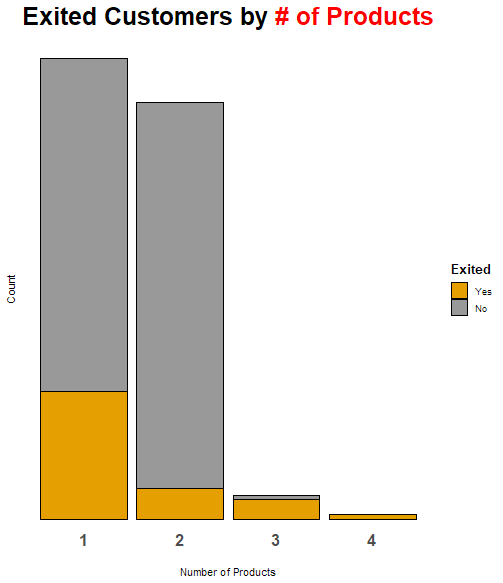 Exited Customers by # of Products
Count
Exited
Yes
No
1 2 3 4
Number of Products